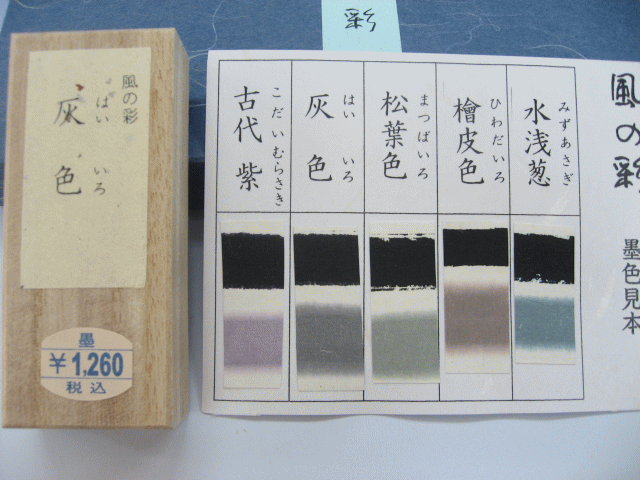 彩
風の彩
はい いろ
灰色
墨
¥1,260
税込
風の彩
墨色見本
みずあさぎ
水浅葱
ひわだいろ
檜皮色
まつばいろ
松葉色
はい いろ
灰色
こだいむらさき
古代紫